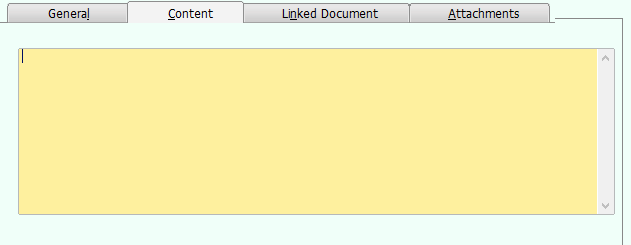 General
Content
Linked Document
Attachments